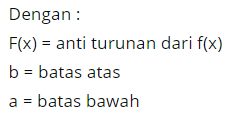 Dengan :
F(x) = anti turunan dari f(x)
b = batas atas
a = batas bawah